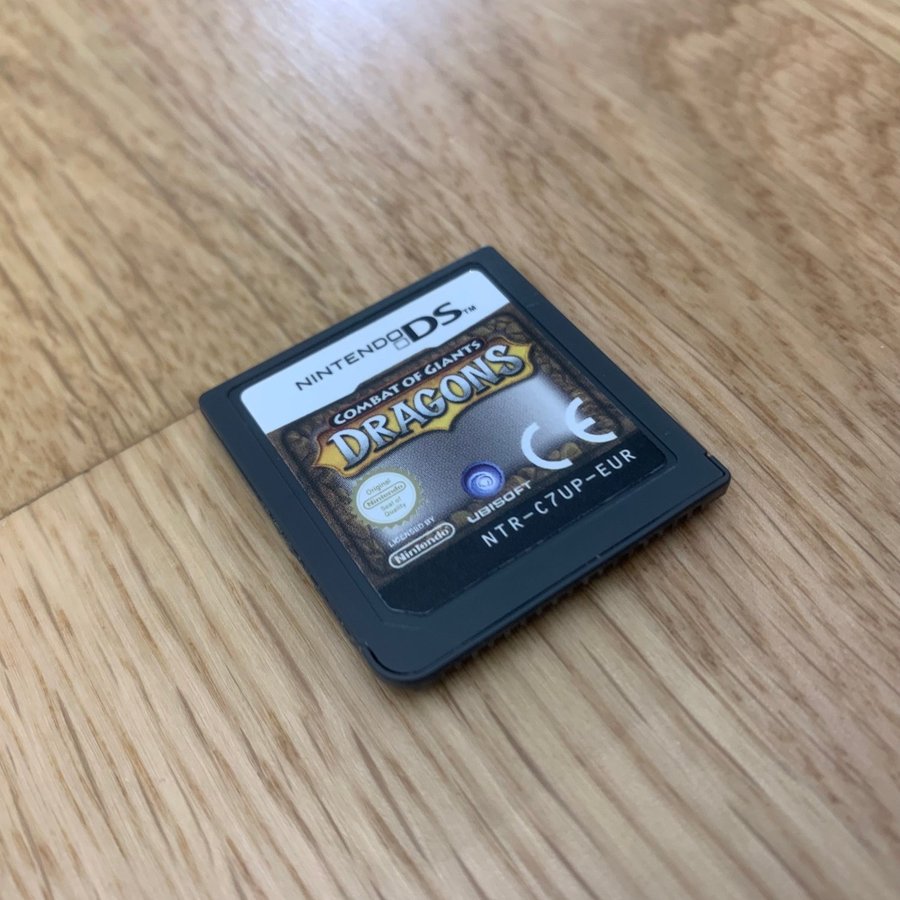 NINTENDO DS™
COMBAT OF GIANTS
DRAGONS
Original
Nintendo
Seal of
Quality
LICENSED BY
Nintendo
UBISOFT
CE
NTR-C7UP-EUR